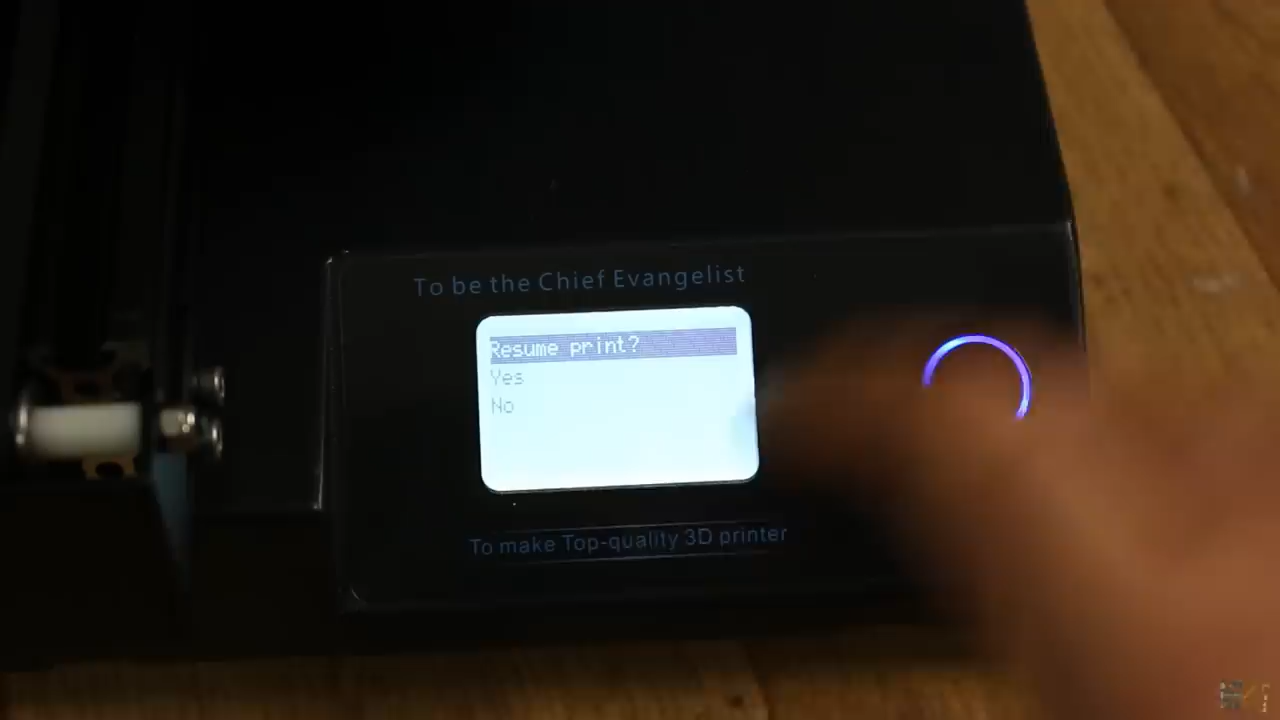 To be the Chief Evangelist
Resume print?
Yes
No
To make Top-quality 3D printer